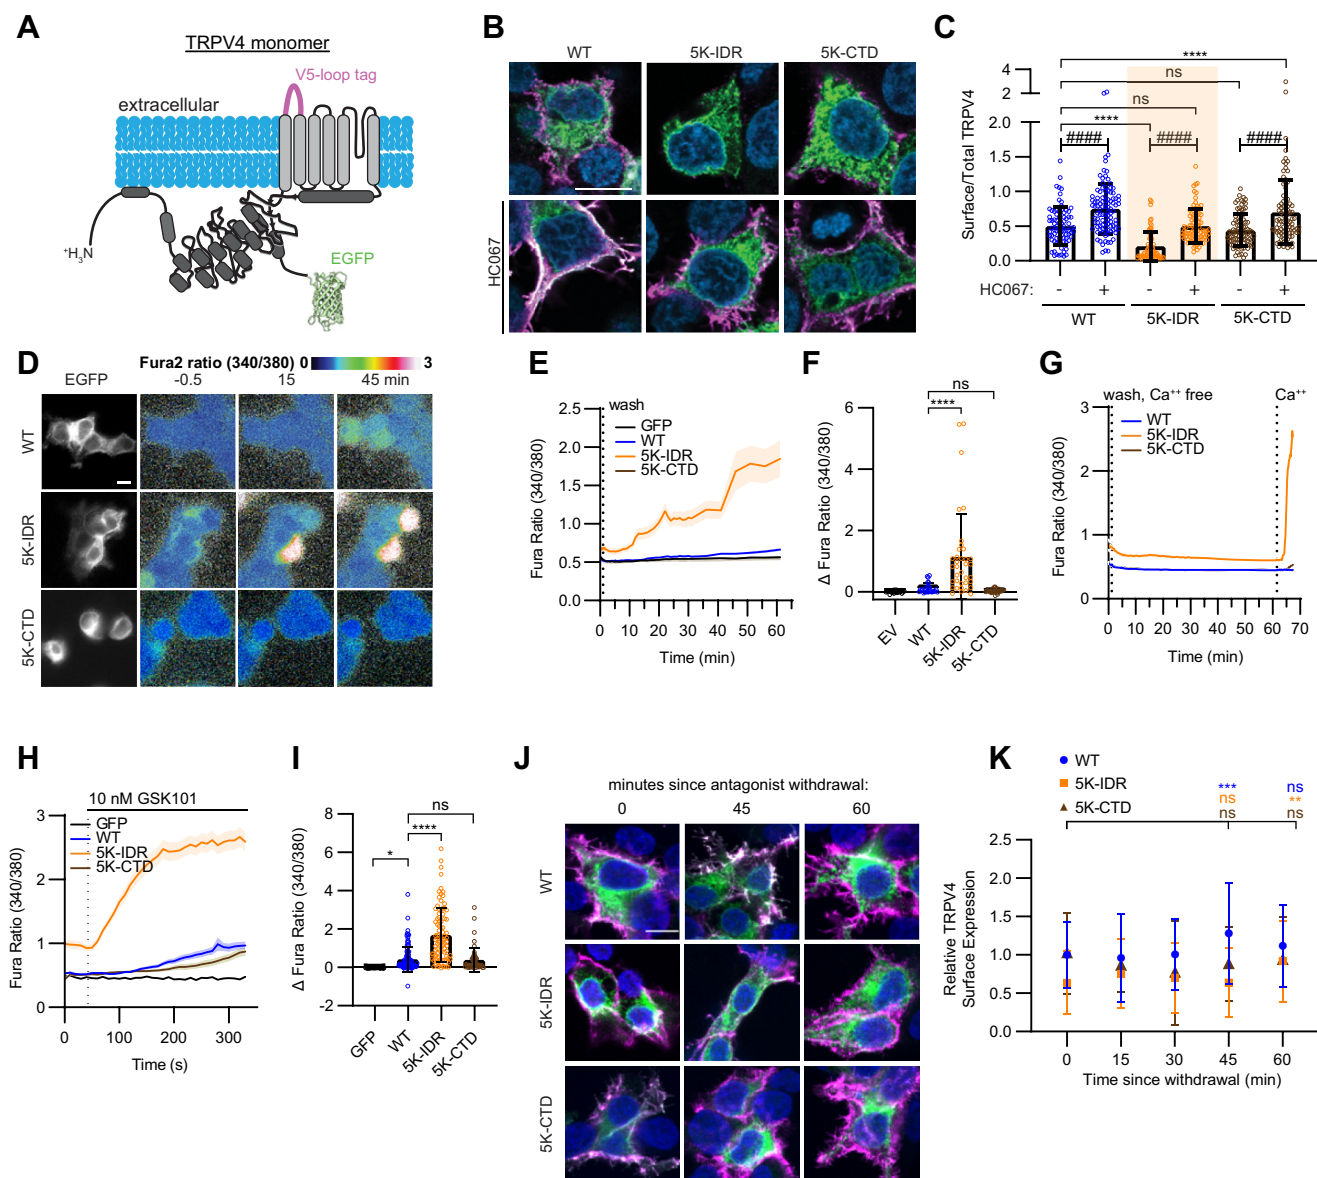 A
TRPV4 monomer
V5-loop tag
extracellular
⁺H₃N
EGFP
B
WT 5K-IDR 5K-CTD
HC067
C
Surface/Total TRPV4
4
2
2.0
1.5
1.0
0.5
0.0
****
ns
ns
****
#### #### ####
HC067: - + - + - +
WT 5K-IDR 5K-CTD
D
Fura2 ratio (340/380) 0 3
EGFP -0.5 15 45 min
WT
5K-IDR
5K-CTD
E
wash
GFP
WT
5K-IDR
5K-CTD
Fura Ratio (340/380)
2.5
2.0
1.5
1.0
0.5
0.0
0 10 20 30 40 50 60
Time (min)
F
ns
****
Δ Fura Ratio (340/380)
6
4
2
0
EV WT 5K-IDR 5K-CTD
G
wash, Ca⁺⁺ free Ca⁺⁺
WT
5K-IDR
5K-CTD
Fura Ratio (340/380)
3
2
1
0
0 10 20 30 40 50 60 70
Time (min)
H
10 nM GSK101
GFP
WT
5K-IDR
5K-CTD
Fura Ratio (340/380)
3
2
1
0
0 100 200 300
Time (s)
I
ns
****
*
Δ Fura Ratio (340/380)
8
6
4
2
0
-2
GFP WT 5K-IDR 5K-CTD
J
minutes since antagonist withdrawal:
0 45 60
WT
5K-IDR
5K-CTD
K
WT
5K-IDR
5K-CTD
*** ns
ns **
ns ns
Relative TRPV4
Surface Expression
2.5
2.0
1.5
1.0
0.5
0.0
0 15 30 45 60
Time since withdrawal (min)